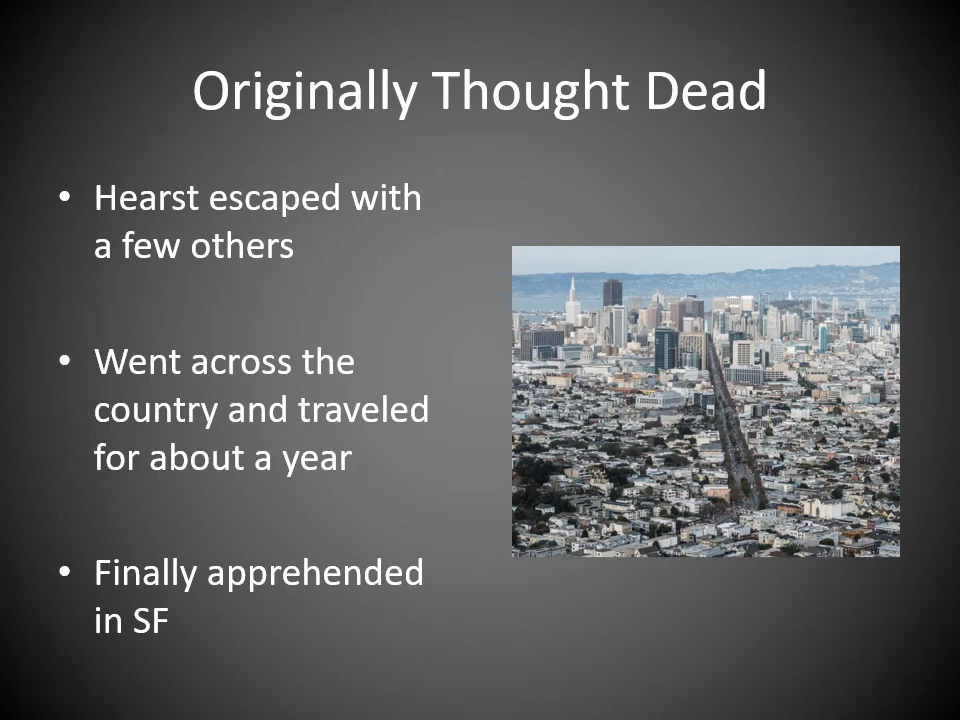 Originally Thought Dead
• Hearst escaped with
a few others
• Went across the
country and traveled
for about a year
• Finally apprehended
in SF